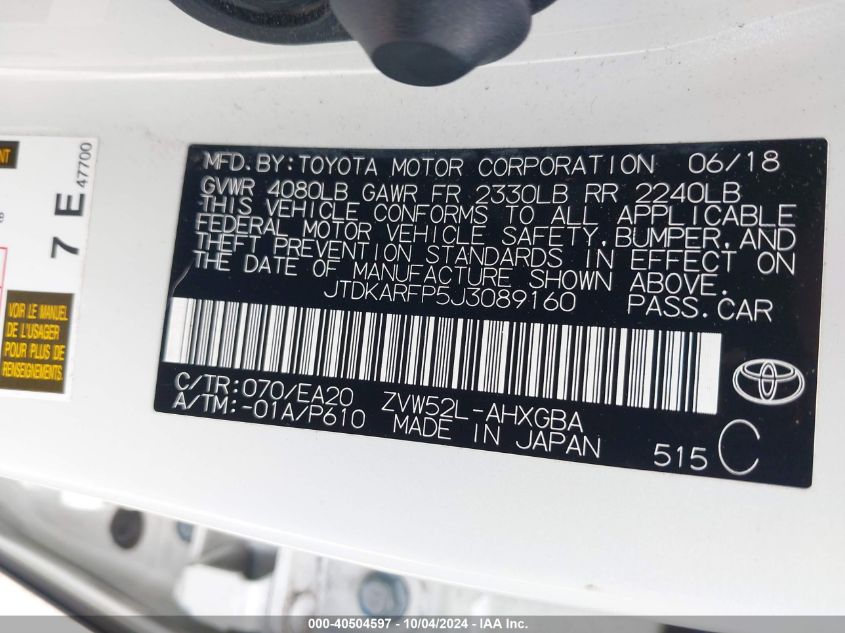 NT
7 E 47700
VOIR LE MANUEL
DE L'USAGER
POUR PLUS DE
RENSEIGNEMENTS.
MFD.BY:TOYOTA MOTOR CORPORATION 06/18
GVWR 4080LB GAWR FR 2330LB RR 2240LB
THIS VEHICLE CONFORMS TO ALL APPLICABLE
FEDERAL MOTOR VEHICLE SAFETY,BUMPER,AND
THEFT PREVENTION STANDARDS IN EFFECT ON
THE DATE OF MANUFACTURE SHOWN ABOVE.
JTDKARFP5J3089160 PASS.CAR
C/TR:070/EA20 ZVW52L-AHXGBA
A/TM:-01A/P610 MADE IN JAPAN
515 C
000 - 40504597 - 10/04/2024 - IAA Inc.